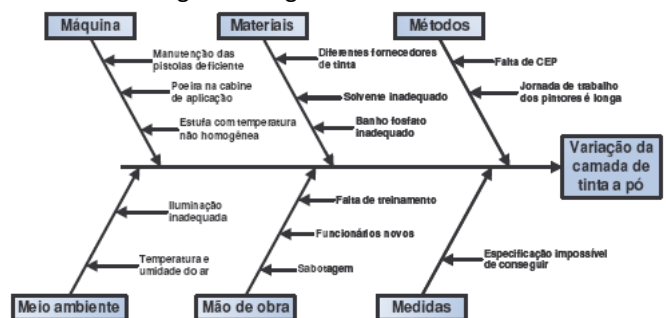 Máquina
Materiais
Métodos
Manutenção das
pistolas deficiente
Poeira na cabine
de aplicação
Estufa com temperatura
não homogênea
Diferentes fornecedores
de tinta
Solvente inadequado
Banho fosfato
inadequado
Falta de CEP
Jornada de trabalho
dos pintores é longa
Variação da
camada de
tinta a pó
Iluminação
inadequada
Temperatura e
umidade do ar
Falta de treinamento
Funcionários novos
Sabotagem
Especificação impossível
de conseguir
Meio ambiente
Mão de obra
Medidas